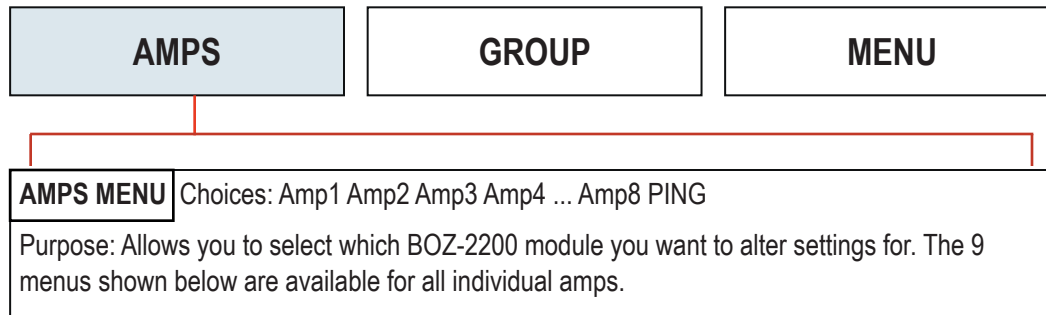 AMPS GROUP MENU
AMPS MENU Choices: Amp1 Amp2 Amp3 Amp4 ... Amp8 PING
Purpose: Allows you to select which BOZ-2200 module you want to alter settings for. The 9
menus shown below are available for all individual amps.